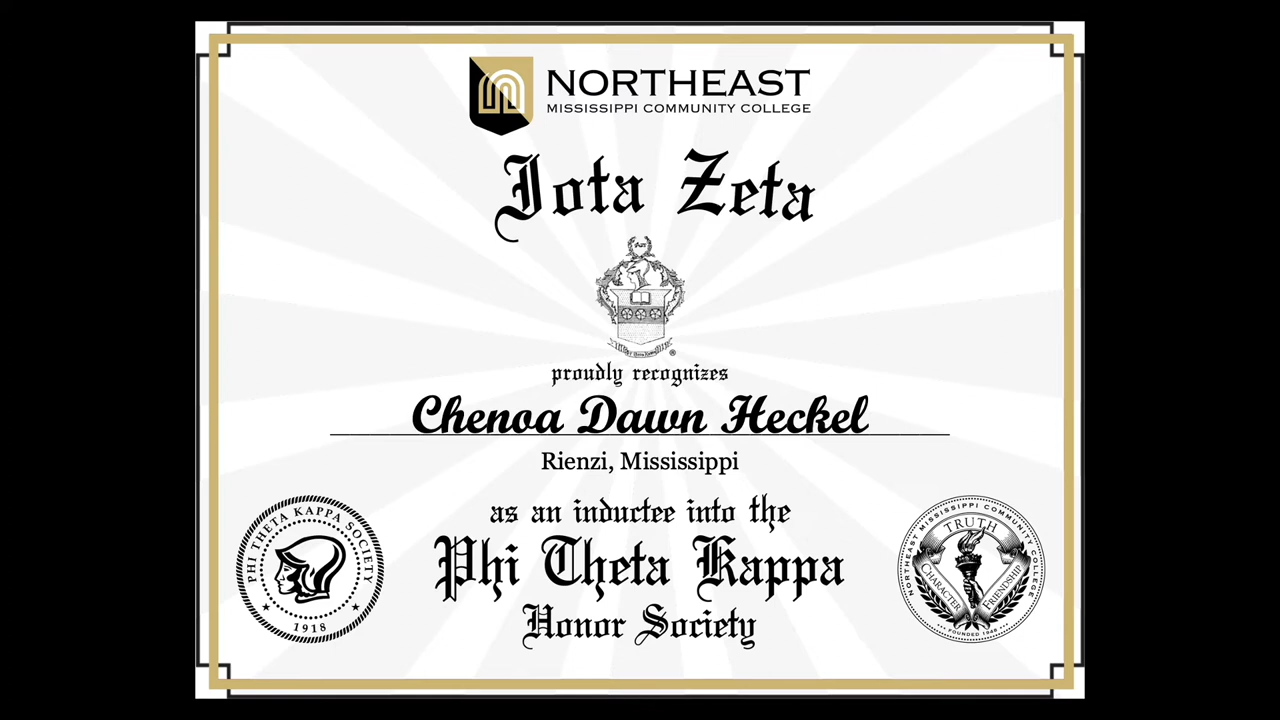 NORTHEAST
MISSISSIPPI COMMUNITY COLLEGE
Iota Zeta
proudly recognizes
Chenoa Dawn Heckel
Rienzi, Mississippi
as an inductee into the
Phi Theta Kappa
Honor Society
PHI THETA KAPPA SOCIETY
1918
NORTHEAST MISSISSIPPI COMMUNITY COLLEGE
TRUTH
CHARACTER
FRIENDSHIP
FOUNDED 1948